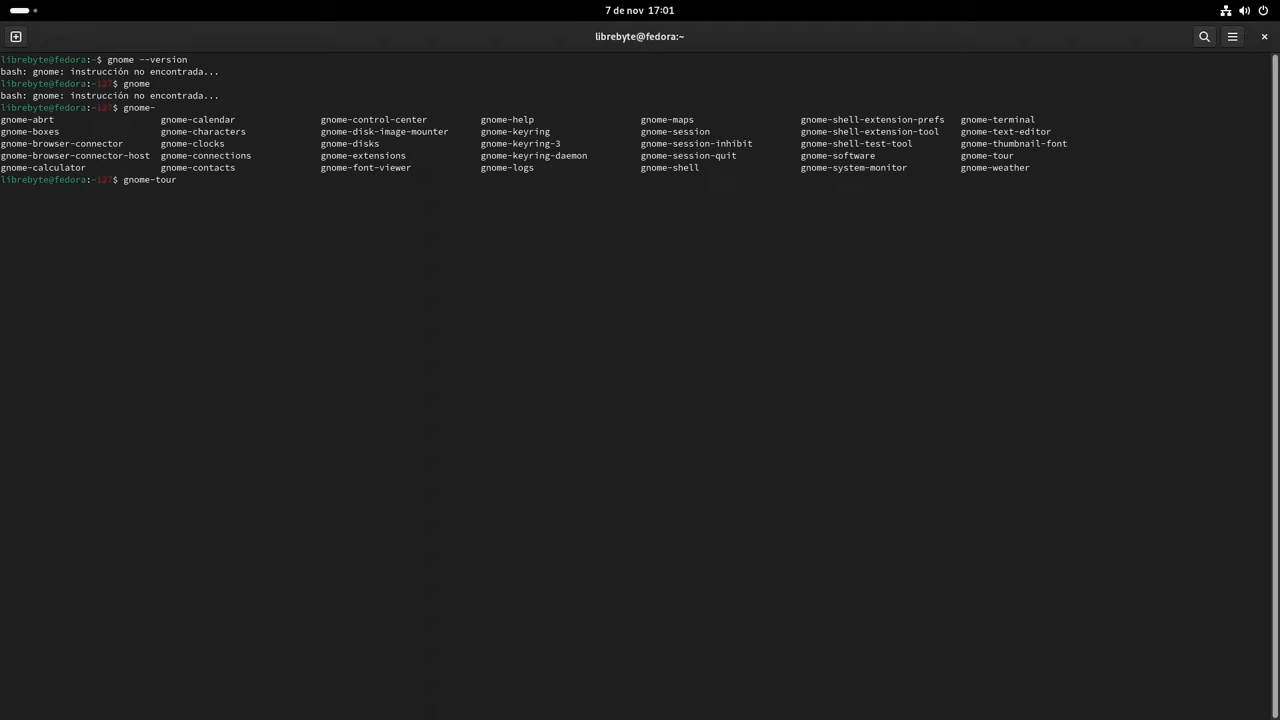 7 de nov 17:01
librebyte@fedora:~
librebyte@fedora:~$ gnome --version
bash: gnome: instrucción no encontrada...
librebyte@fedora:~127$ gnome
bash: gnome: instrucción no encontrada...
librebyte@fedora:~127$ gnome-
gnome-abrt gnome-calendar gnome-control-center gnome-help gnome-maps gnome-shell-extension-prefs gnome-terminal
gnome-boxes gnome-characters gnome-disk-image-mounter gnome-keyring gnome-session gnome-shell-extension-tool gnome-text-editor
gnome-browser-connector gnome-clocks gnome-disks gnome-keyring-3 gnome-session-inhibit gnome-shell-test-tool gnome-thumbnail-font
gnome-browser-connector-host gnome-connections gnome-extensions gnome-keyring-daemon gnome-session-quit gnome-software gnome-tour
gnome-calculator gnome-contacts gnome-font-viewer gnome-logs gnome-shell gnome-system-monitor gnome-weather
librebyte@fedora:~127$ gnome-tour